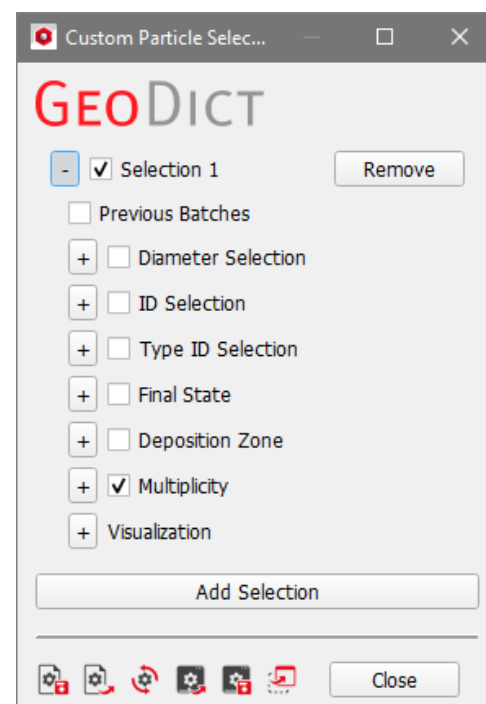 Custom Particle Selec...
GEODICT
- Selection 1 Remove
Previous Batches
+ Diameter Selection
+ ID Selection
+ Type ID Selection
+ Final State
+ Deposition Zone
+ Multiplicity
+ Visualization
Add Selection
Close